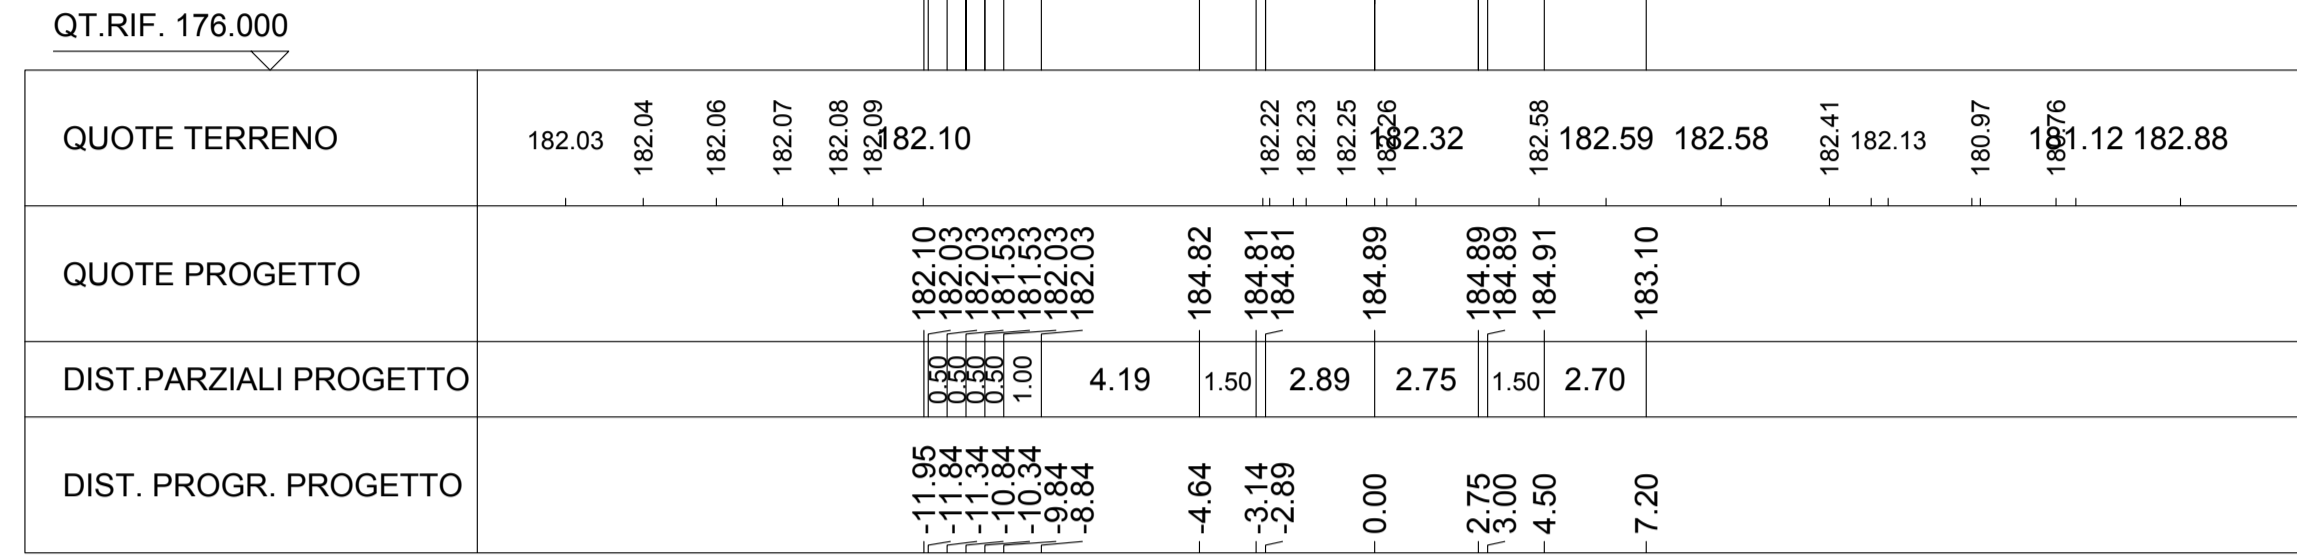 QT.RIF. 176.000
QUOTE TERRENO 182.03 182.04 182.06 182.07 182.08 182.09 182.10 182.22 182.23 182.25 182.26 182.32 182.58 182.59 182.58 182.41 182.13 180.97 181.12 182.88
QUOTE PROGETTO 182.10 182.03 182.03 181.53 181.53 182.03 182.03 184.82 184.81 184.81 184.89 184.89 184.89 184.91 183.10
DIST.PARZIALI PROGETTO 0.50 0.50 0.50 0.50 1.00 4.19 1.50 2.89 2.75 1.50 2.70
DIST. PROGR. PROGETTO -11.95 -11.84 -11.34 -10.84 -10.34 -9.84 -8.84 -4.64 -3.14 -2.89 0.00 2.75 3.00 4.50 7.20